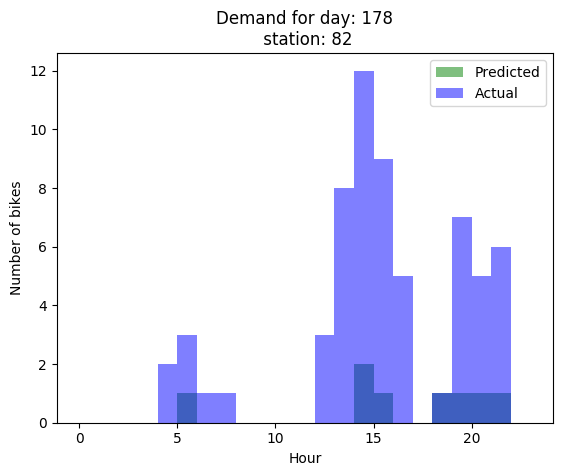 Demand for day: 178
station: 82
Predicted
Actual
12
10
8
6
4
2
0
Number of bikes
0 5 10 15 20
Hour